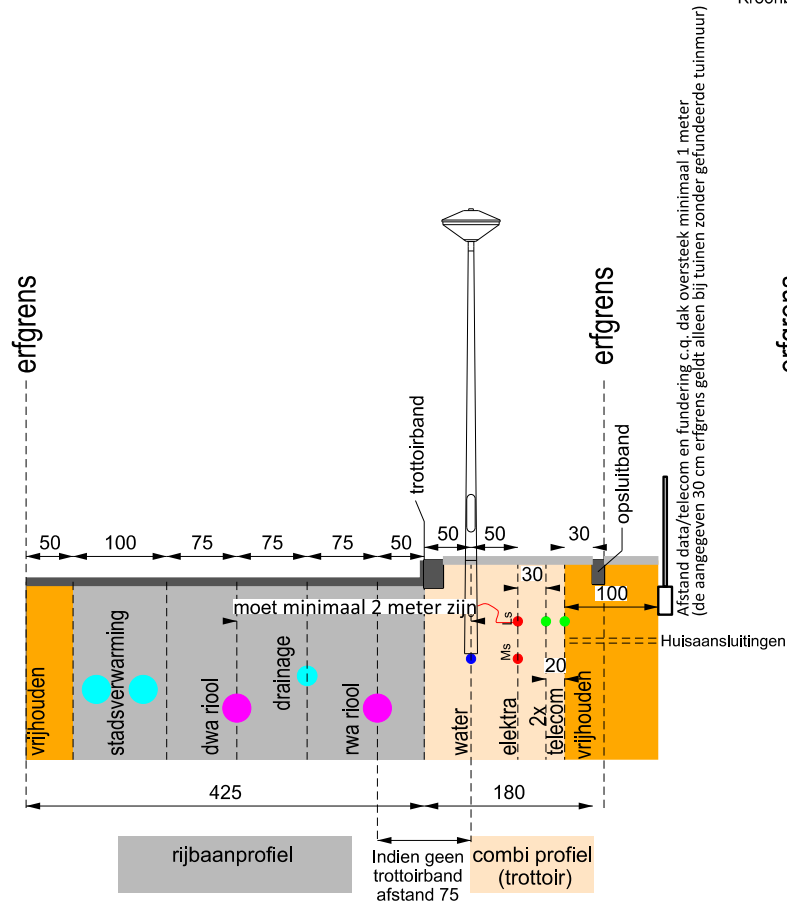 Afstand data/telecom en fundering c.q. dak oversteek minimaal 1 meter
(de aangegeven 30 cm erfgrens geldt alleen bij tuinen zonder gefundeerde tuinmuur)
erfgrens
erfgrens
trottoirband
opsluitband
50
100
75
75
75
50
50
50
30
30
100
moet minimaal 2 meter zijn
Ls
Ms
Huisaansluitingen
20
vrijhouden
stadsverwarming
dwa riool
drainage
rwa riool
water
elektra
2x
telecom
vrijhouden
425
180
rijbaanprofiel
Indien geen
trottoirband
afstand 75
combi profiel
(trottoir)